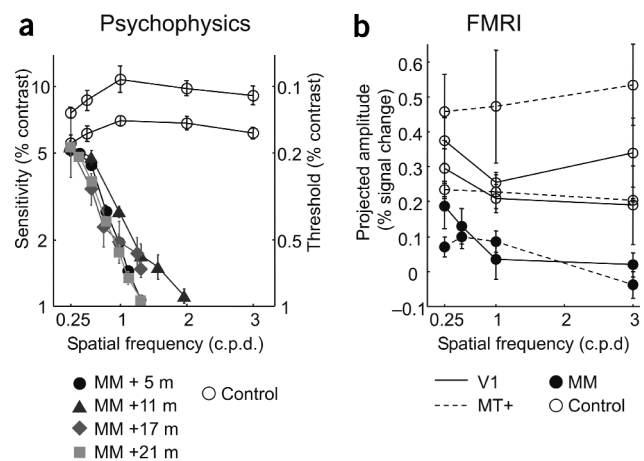 a Psychophysics
Sensitivity (% contrast)
10
5
2
1
0.1
0.2
0.5
1
Threshold (% contrast)
0.25 1 2 3
Spatial frequency (c.p.d.)
MM + 5 m
MM +11 m
MM +17 m
MM +21 m
Control
b FMRI
Projected amplitude
(% signal change)
0.6
0.5
0.4
0.3
0.2
0.1
0
–0.1
0.25 1 2 3
Spatial frequency (c.p.d)
V1 MM
MT+ Control